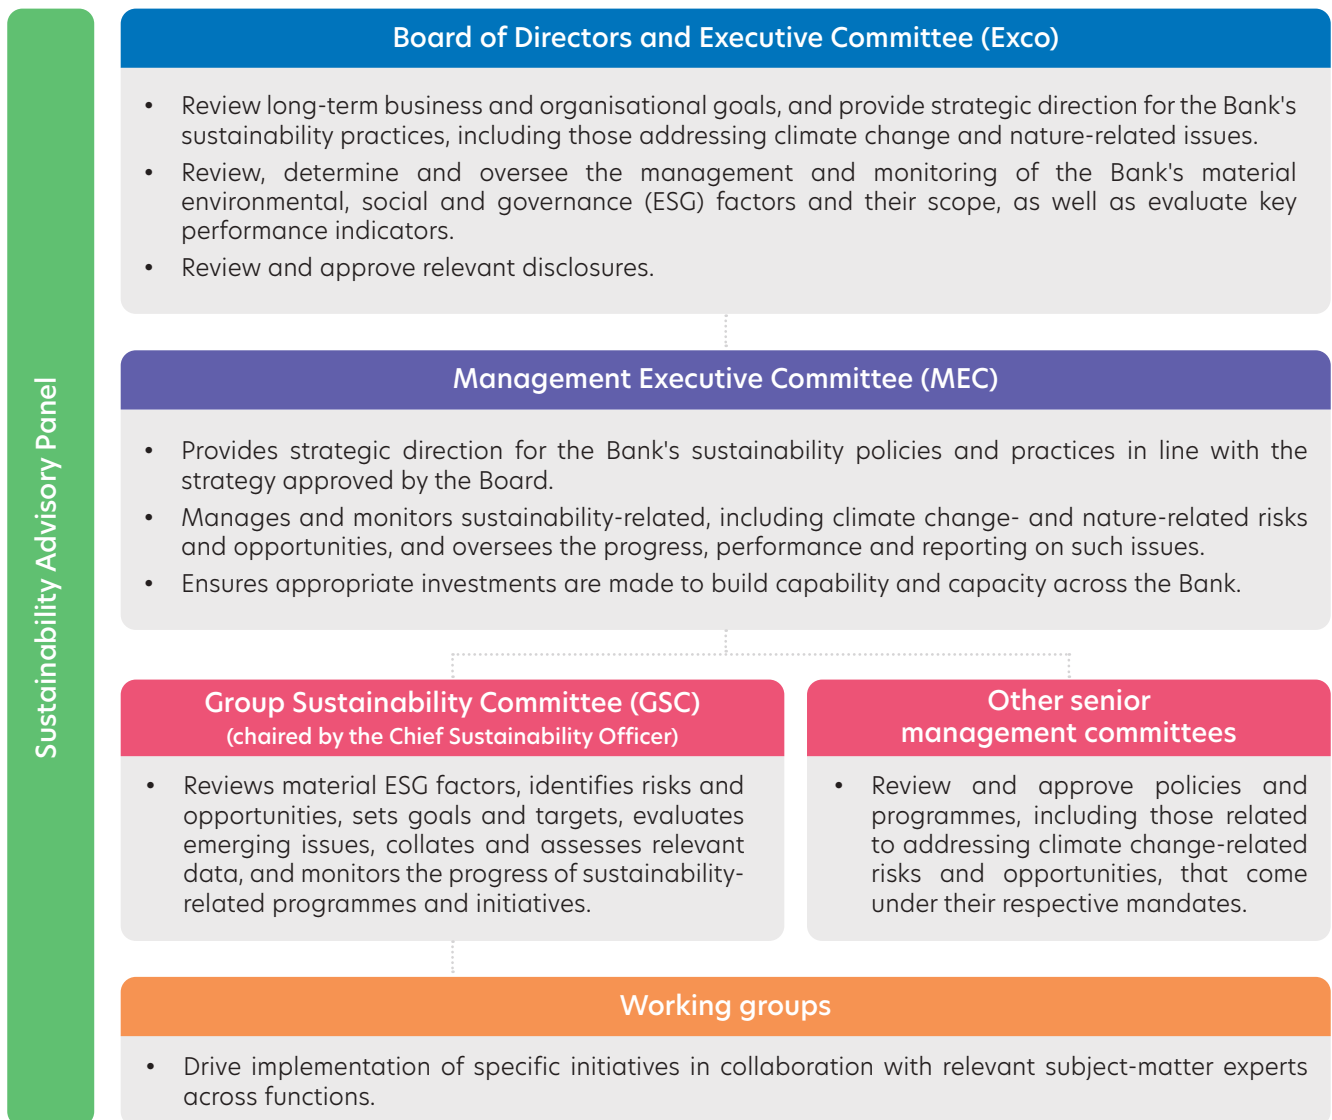 Sustainability Advisory Panel
Board of Directors and Executive Committee (Exco)
• Review long-term business and organisational goals, and provide strategic direction for the Bank's
sustainability practices, including those addressing climate change and nature-related issues.
• Review, determine and oversee the management and monitoring of the Bank's material
environmental, social and governance (ESG) factors and their scope, as well as evaluate key
performance indicators.
• Review and approve relevant disclosures.
Management Executive Committee (MEC)
• Provides strategic direction for the Bank's sustainability policies and practices in line with the
strategy approved by the Board.
• Manages and monitors sustainability-related, including climate change- and nature-related risks
and opportunities, and oversees the progress, performance and reporting on such issues.
• Ensures appropriate investments are made to build capability and capacity across the Bank.
Group Sustainability Committee (GSC)
(chaired by the Chief Sustainability Officer)
• Reviews material ESG factors, identifies risks and
opportunities, sets goals and targets, evaluates
emerging issues, collates and assesses relevant
data, and monitors the progress of sustainability-
related programmes and initiatives.
Other senior
management committees
• Review and approve policies and
programmes, including those related
to addressing climate change-related
risks and opportunities, that come
under their respective mandates.
Working groups
• Drive implementation of specific initiatives in collaboration with relevant subject-matter experts
across functions.